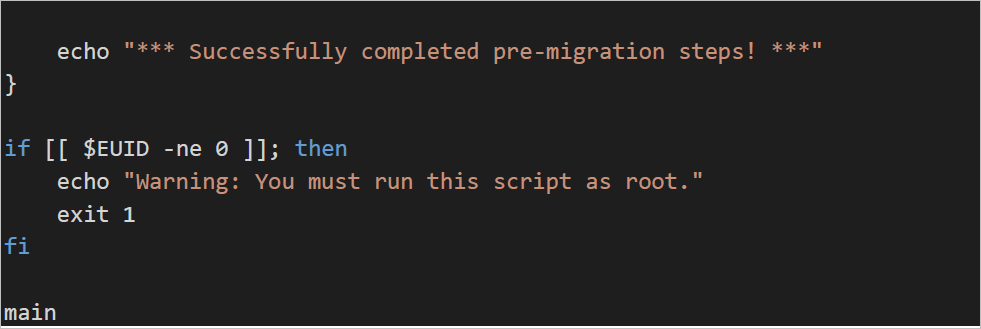 echo "*** Successfully completed pre-migration steps! ***"
}
if [[ $EUID -ne 0 ]]; then
    echo "Warning: You must run this script as root."
    exit 1
fi
main